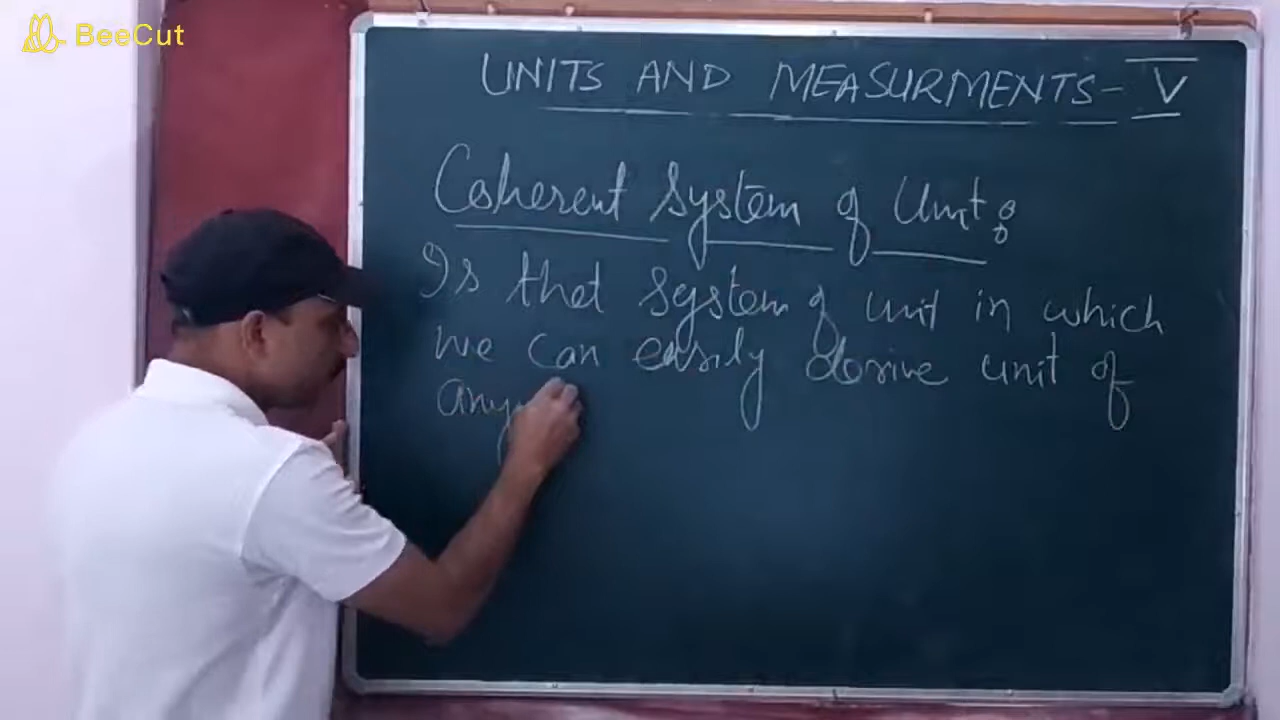 BeeCut
UNITS AND MEASURMENTS - V
Coherent System of Unit :
Is that system of unit in which
we can easily derive unit of
any